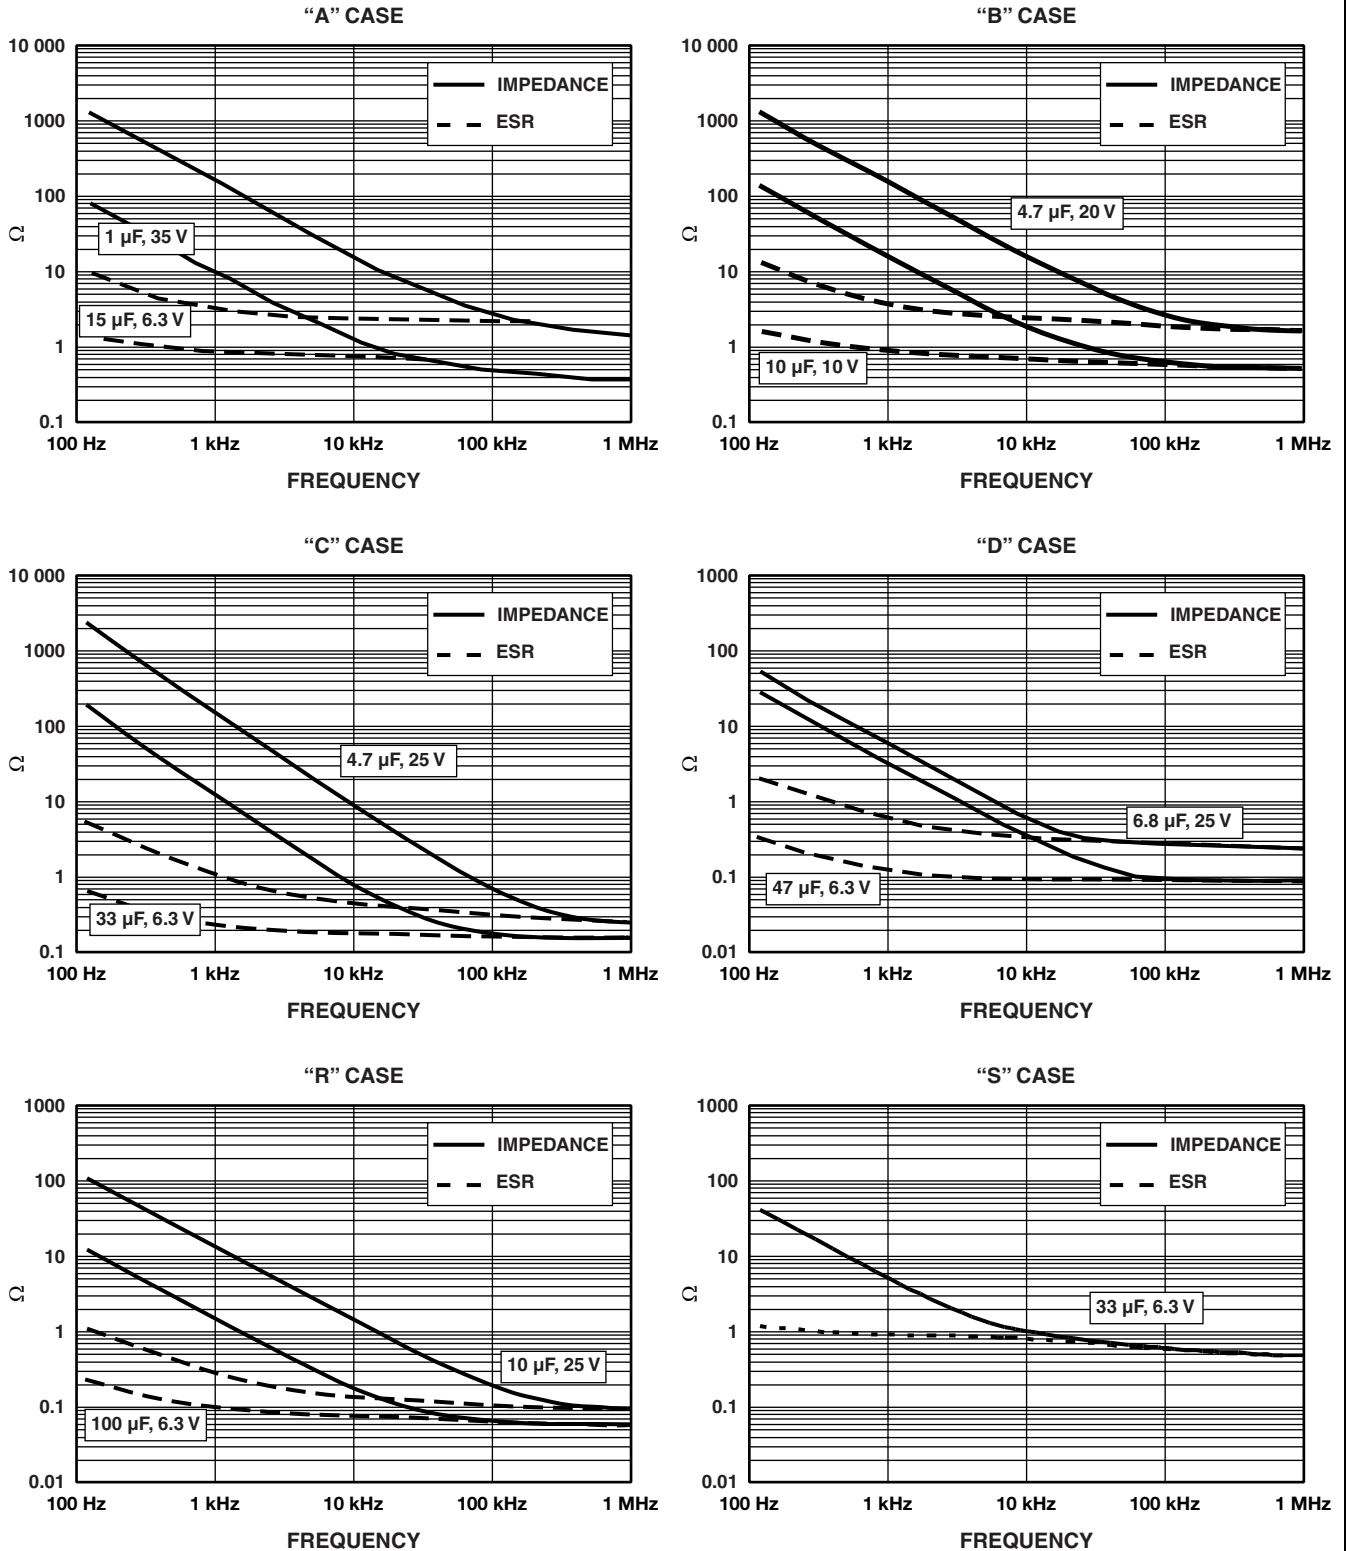 “A” CASE
10 000
1000
100
10
1
0.1
Ω
IMPEDANCE
ESR
1 µF, 35 V
15 µF, 6.3 V
100 Hz 1 kHz 10 kHz 100 kHz 1 MHz
FREQUENCY
“B” CASE
10 000
1000
100
10
1
0.1
Ω
IMPEDANCE
ESR
4.7 µF, 20 V
10 µF, 10 V
100 Hz 1 kHz 10 kHz 100 kHz 1 MHz
FREQUENCY
“C” CASE
10 000
1000
100
10
1
0.1
Ω
IMPEDANCE
ESR
4.7 µF, 25 V
33 µF, 6.3 V
100 Hz 1 kHz 10 kHz 100 kHz 1 MHz
FREQUENCY
“D” CASE
1000
100
10
1
0.1
0.01
Ω
IMPEDANCE
ESR
6.8 µF, 25 V
47 µF, 6.3 V
100 Hz 1 kHz 10 kHz 100 kHz 1 MHz
FREQUENCY
“R” CASE
1000
100
10
1
0.1
0.01
Ω
IMPEDANCE
ESR
10 µF, 25 V
100 µF, 6.3 V
100 Hz 1 kHz 10 kHz 100 kHz 1 MHz
FREQUENCY
“S” CASE
1000
100
10
1
0.1
0.01
Ω
IMPEDANCE
ESR
33 µF, 6.3 V
100 Hz 1 kHz 10 kHz 100 kHz 1 MHz
FREQUENCY